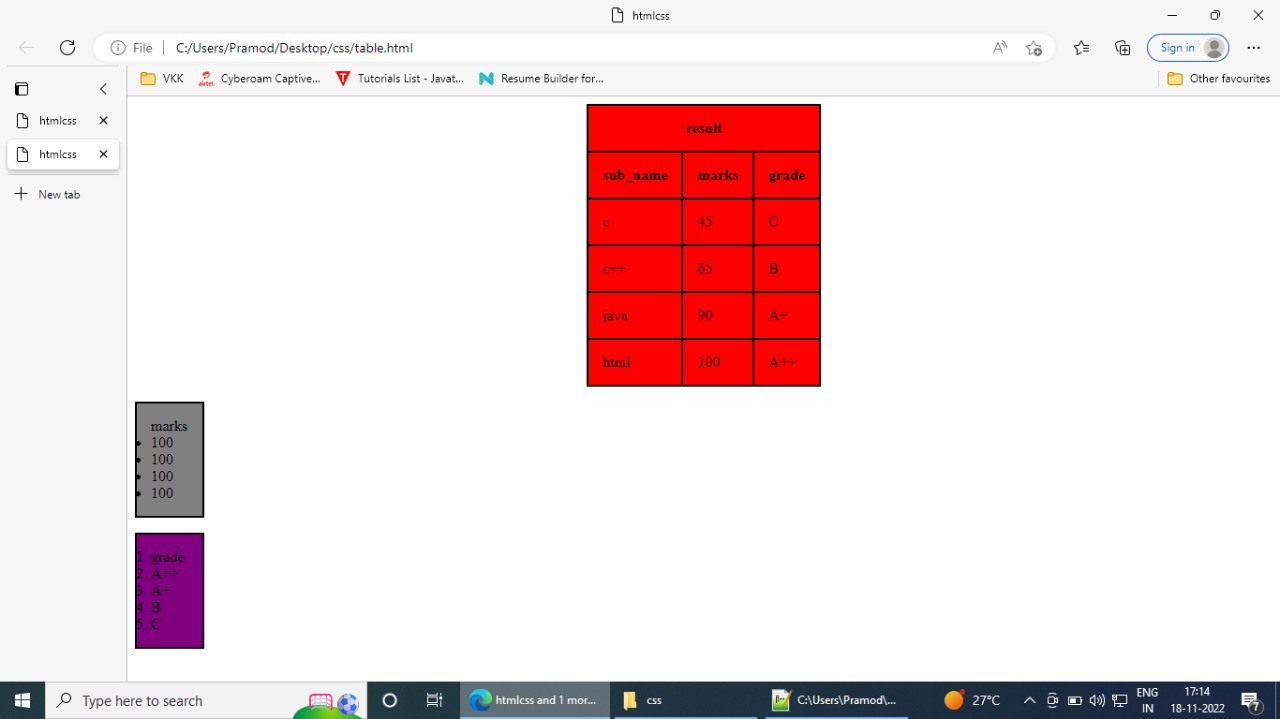 htmlcss
File C:/Users/Pramod/Desktop/css/table.html
Sign in
VKK airtel Cyberoam Captive... Tutorials List - Javat... Resume Builder for... Other favourites
htmlcss
htmlcss
New tab
result
sub_name marks grade
c 45 C
c++ 65 B
java 90 A+
html 100 A++
marks
100
100
100
100
1. grade
2. A++
3. A+
4. B
5. C
Type here to search
htmlcss and 1 mor...
css
C:\Users\Pramod\...
27°C
ENG
IN
17:14
18-11-2022
7